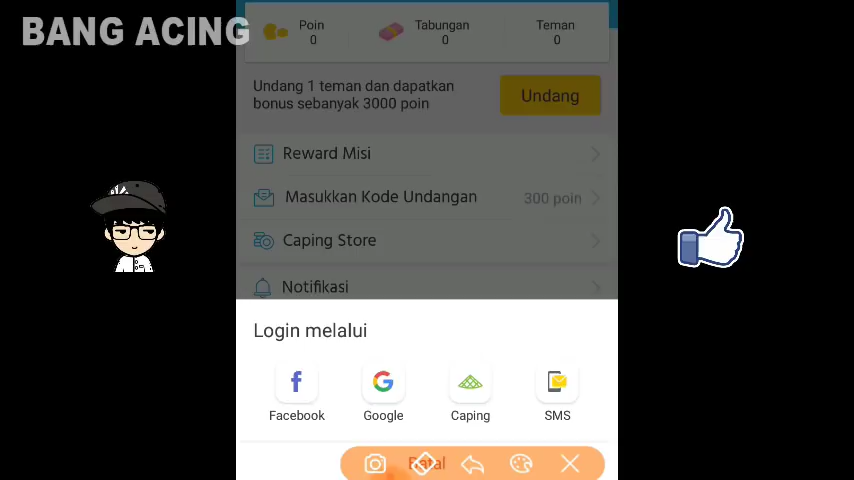 BANG ACING
Poin
0
Tabungan
0
Teman
0
Undang 1 teman dan dapatkan
bonus sebanyak 3000 poin
Undang
Reward Misi
Masukkan Kode Undangan
300 poin
Caping Store
Notifikasi
Login melalui
Facebook
Google
Caping
SMS
Batal